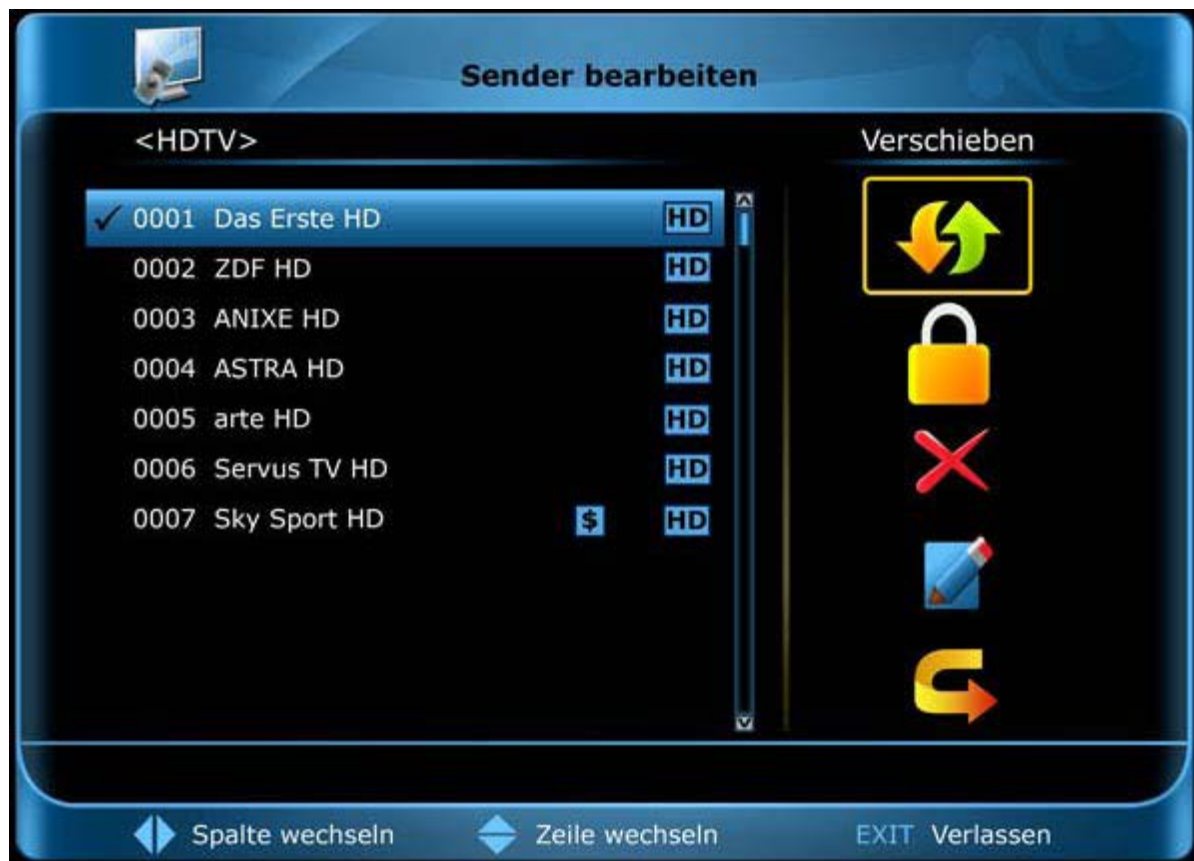 Sender bearbeiten
<HDTV>
Verschieben
0001 Das Erste HD HD
0002 ZDF HD HD
0003 ANIXE HD HD
0004 ASTRA HD HD
0005 arte HD HD
0006 Servus TV HD HD
0007 Sky Sport HD $ HD
Spalte wechseln Zeile wechseln EXIT Verlassen